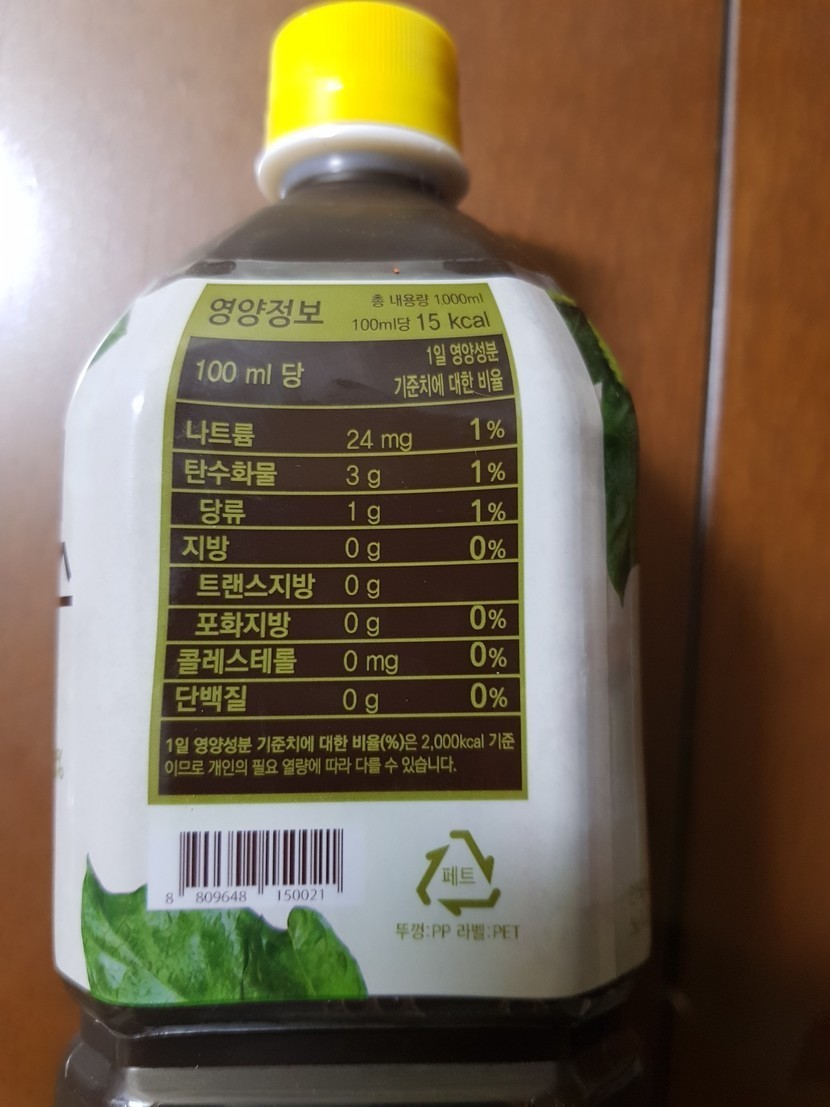 영양정보
총 내용량 1,000ml
100ml당 15 kcal
100 ml 당
1일 영양성분
기준치에 대한 비율
나트륨 24 mg 1%
탄수화물 3 g 1%
당류 1 g 1%
지방 0 g 0%
트랜스지방 0 g
포화지방 0 g 0%
콜레스테롤 0 mg 0%
단백질 0 g 0%
1일 영양성분 기준치에 대한 비율(%)은 2,000kcal 기준
이므로 개인의 필요 열량에 따라 다를 수 있습니다.
8 809648 150021
페트
뚜껑:PP 라벨:PET